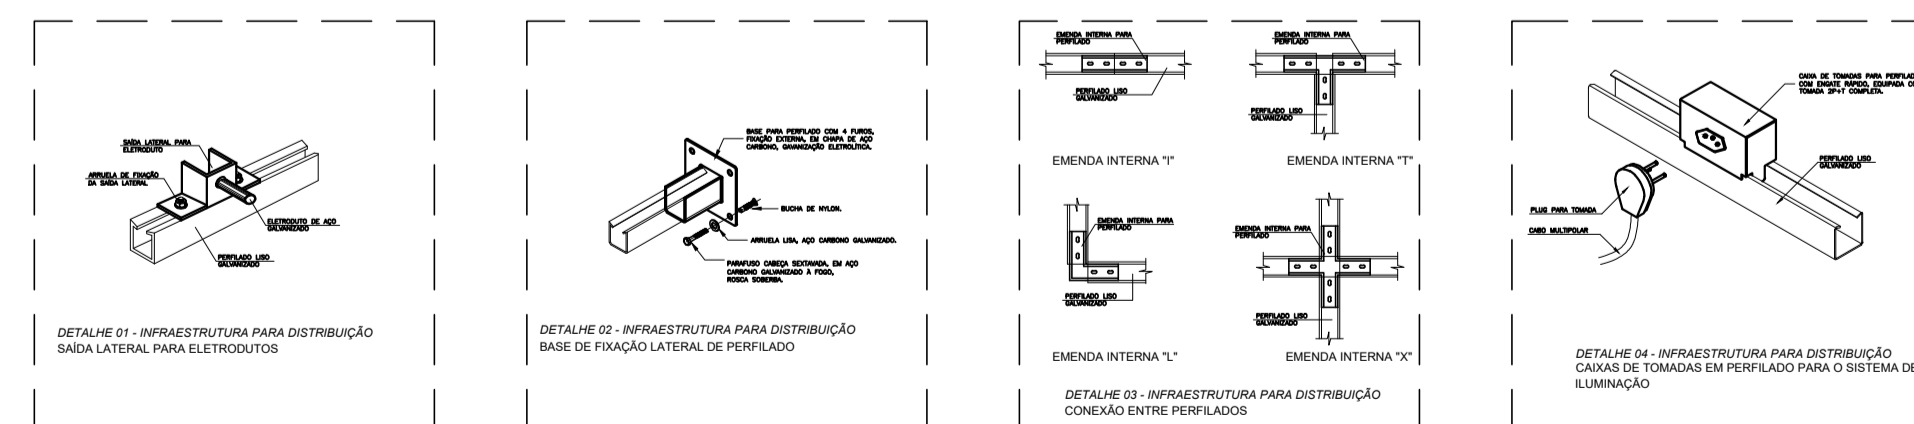 SAÍDA LATERAL PARA
ELETRODUTO
ARRUELA DE FIXAÇÃO
DA SAÍDA LATERAL
ELETRODUTO DE AÇO
GALVANIZADO
PERFILADO LISO
GALVANIZADO
DETALHE 01 - INFRAESTRUTURA PARA DISTRIBUIÇÃO
SAÍDA LATERAL PARA ELETRODUTOS
BASE PARA PERFILADO COM 4 FUROS,
FIXAÇÃO EXTERNA, EM CHAPA DE AÇO
CARBONO, GAVANIZAÇÃO ELETROLÍTICA.
BUCHA DE NYLON.
ARRUELA LISA, AÇO CARBONO GALVANIZADO.
PARAFUSO CABEÇA SEXTAVADA, EM AÇO
CARBONO GALVANIZADO À FOGO,
ROSCA SOBERBA.
DETALHE 02 - INFRAESTRUTURA PARA DISTRIBUIÇÃO
BASE DE FIXAÇÃO LATERAL DE PERFILADO
EMENDA INTERNA PARA
PERFILADO
PERFILADO LISO
GALVANIZADO
EMENDA INTERNA "I"
EMENDA INTERNA PARA
PERFILADO
PERFILADO LISO
GALVANIZADO
EMENDA INTERNA "T"
EMENDA INTERNA PARA
PERFILADO
PERFILADO LISO
GALVANIZADO
EMENDA INTERNA "L"
EMENDA INTERNA PARA
PERFILADO
PERFILADO LISO
GALVANIZADO
EMENDA INTERNA "X"
DETALHE 03 - INFRAESTRUTURA PARA DISTRIBUIÇÃO
CONEXÃO ENTRE PERFILADOS
CAIXA DE TOMADAS PARA PERFILAD
COM ENGATE RÁPIDO, EQUIPADA C
TOMADA 2P+T COMPLETA.
PERFILADO LISO
GALVANIZADO
PLUG PARA TOMADA
CABO MULTIPOLAR
DETALHE 04 - INFRAESTRUTURA PARA DISTRIBUIÇÃO
CAIXAS DE TOMADAS EM PERFILADO PARA O SISTEMA DE
ILUMINAÇÃO